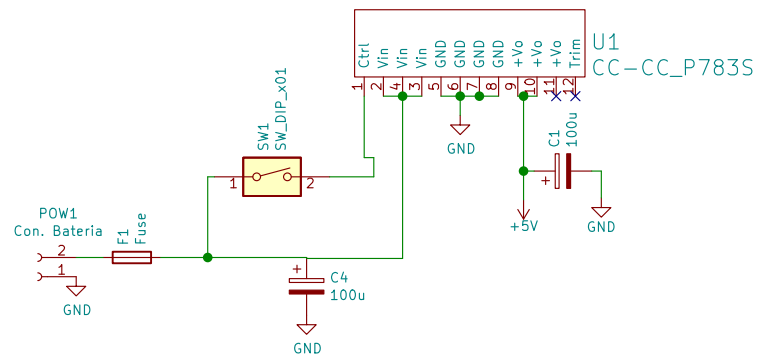 Ctrl
Vin
Vin
Vin
GND
GND
GND
GND
+Vo
+Vo
+Vo
Trim
U1
CC-CC_P783S
1
2
4
3
5
6
7
8
9
10
11
12
SW1
SW_DIP_x01
1
2
GND
C1
100u
+
GND
+5V
POW1
Con. Bateria
2
1
GND
F1
Fuse
+
C4
100u
GND